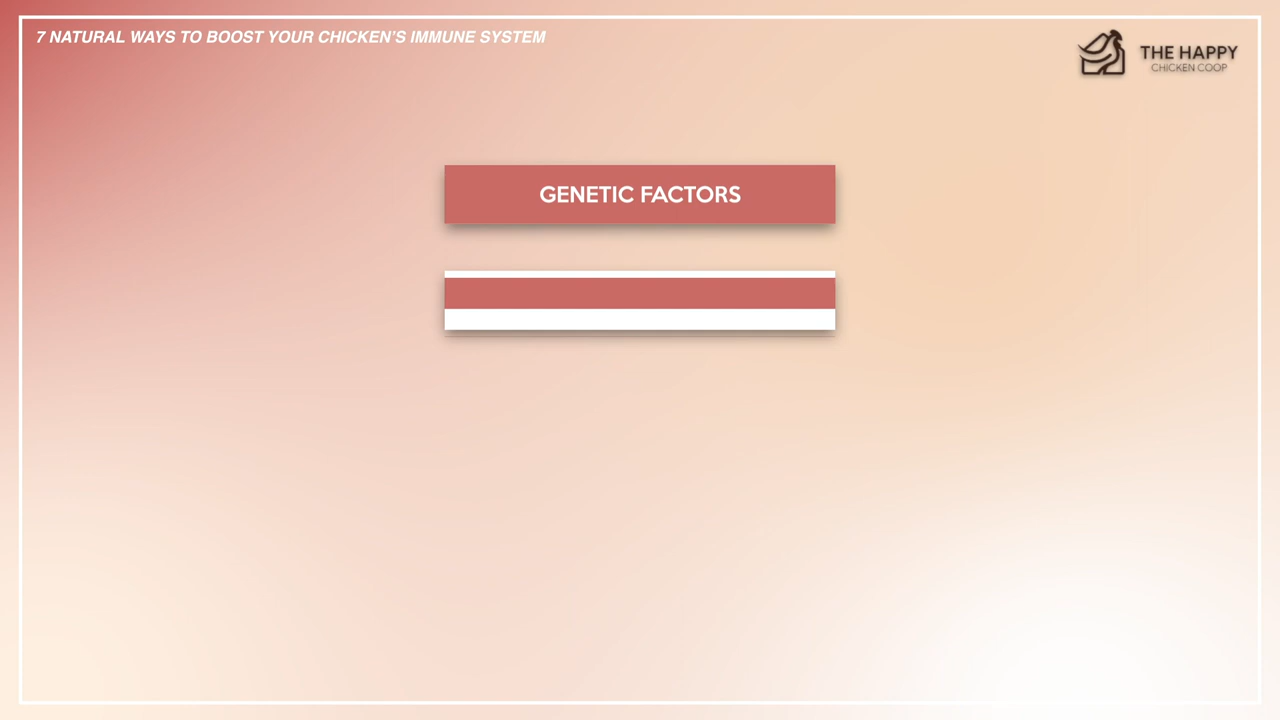 7 NATURAL WAYS TO BOOST YOUR CHICKEN'S IMMUNE SYSTEM
THE HAPPY
CHICKEN COOP
GENETIC FACTORS